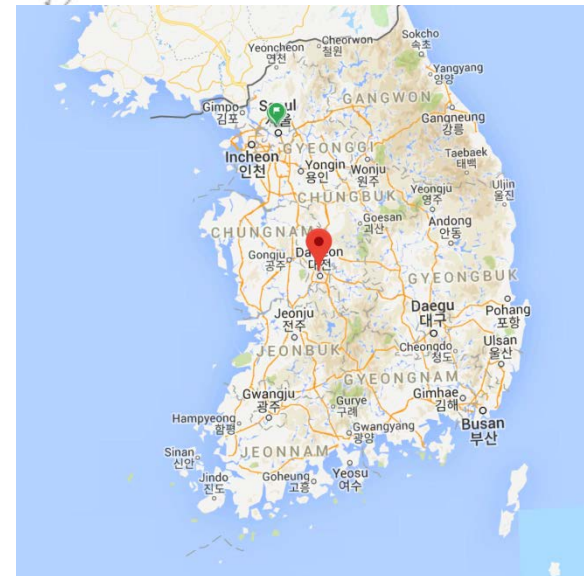 Sokcho
속초
Cheorwon
철원
Yeoncheon
연천
Yangyang
양양
GANGWON
Gimpo
김포
Gangneung
강릉
Incheon
인천
GYEONGGI
Yongin
용인
Wonju
원주
Taebaek
태백
CHUNGBUK
Yeongju
영주
Uljin
울진
Goesan
괴산
Andong
안동
CHUNGNAM
Gongju
공주
대전
GYEONGBUK
Jeonju
전주
Daegu
대구
Pohang
포항
JEONBUK
Cheongdo
청도
Ulsan
울산
GYEONGNAM
Gwangju
광주
Gurye
구례
Gimhae
김해
Busan
부산
Hampyeong
함평
Gwangyang
광양
Sinan
신안
JEONNAM
Jindo
진도
Goheung
고흥
Yeosu
여수